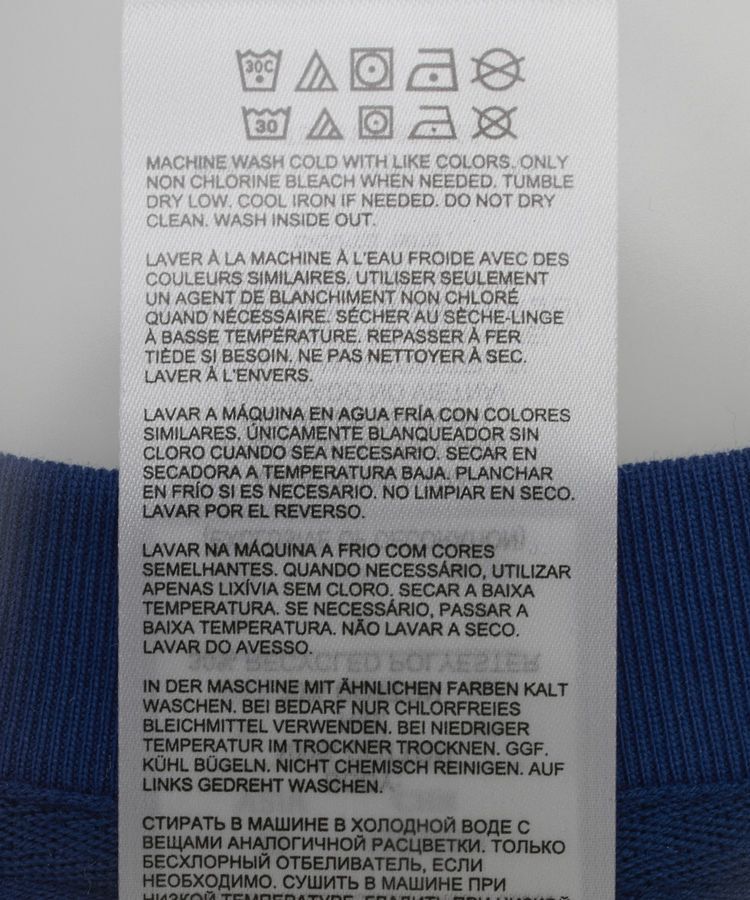 30C
30
MACHINE WASH COLD WITH LIKE COLORS. ONLY
NON CHLORINE BLEACH WHEN NEEDED. TUMBLE
DRY LOW. COOL IRON IF NEEDED. DO NOT DRY
CLEAN. WASH INSIDE OUT.
LAVER À LA MACHINE À L'EAU FROIDE AVEC DES
COULEURS SIMILAIRES. UTILISER SEULEMENT
UN AGENT DE BLANCHIMENT NON CHLORÉ
QUAND NÉCESSAIRE. SÉCHER AU SÈCHE-LINGE
À BASSE TEMPÉRATURE. REPASSER À FER
TIÈDE SI BESOIN. NE PAS NETTOYER À SEC.
LAVER À L'ENVERS.
LAVAR A MÁQUINA EN AGUA FRÍA CON COLORES
SIMILARES. ÚNICAMENTE BLANQUEADOR SIN
CLORO CUANDO SEA NECESARIO. SECAR EN
SECADORA A TEMPERATURA BAJA. PLANCHAR
EN FRÍO SI ES NECESARIO. NO LIMPIAR EN SECO.
LAVAR POR EL REVERSO.
LAVAR NA MÁQUINA A FRIO COM CORES
SEMELHANTES. QUANDO NECESSÁRIO, UTILIZAR
APENAS LIXÍVIA SEM CLORO. SECAR A BAIXA
TEMPERATURA. SE NECESSÁRIO, PASSAR A
BAIXA TEMPERATURA. NÃO LAVAR A SECO.
LAVAR DO AVESSO.
IN DER MASCHINE MIT ÄHNLICHEN FARBEN KALT
WASCHEN. BEI BEDARF NUR CHLORFREIES
BLEICHMITTEL VERWENDEN. BEI NIEDRIGER
TEMPERATUR IM TROCKNER TROCKNEN. GGF.
KÜHL BÜGELN. NICHT CHEMISCH REINIGEN. AUF
LINKS GEDREHT WASCHEN.
СТИРАТЬ В МАШИНЕ В ХОЛОДНОЙ ВОДЕ С
ВЕЩАМИ АНАЛОГИЧНОЙ РАСЦВЕТКИ. ТОЛЬКО
БЕСХЛОРНЫЙ ОТБЕЛИВАТЕЛЬ, ЕСЛИ
НЕОБХОДИМО. СУШИТЬ В МАШИНЕ ПРИ
НИЗКОЙ ТЕМПЕРАТУРЕ. ГЛАДИТЬ ПРИ НИЗКОЙ